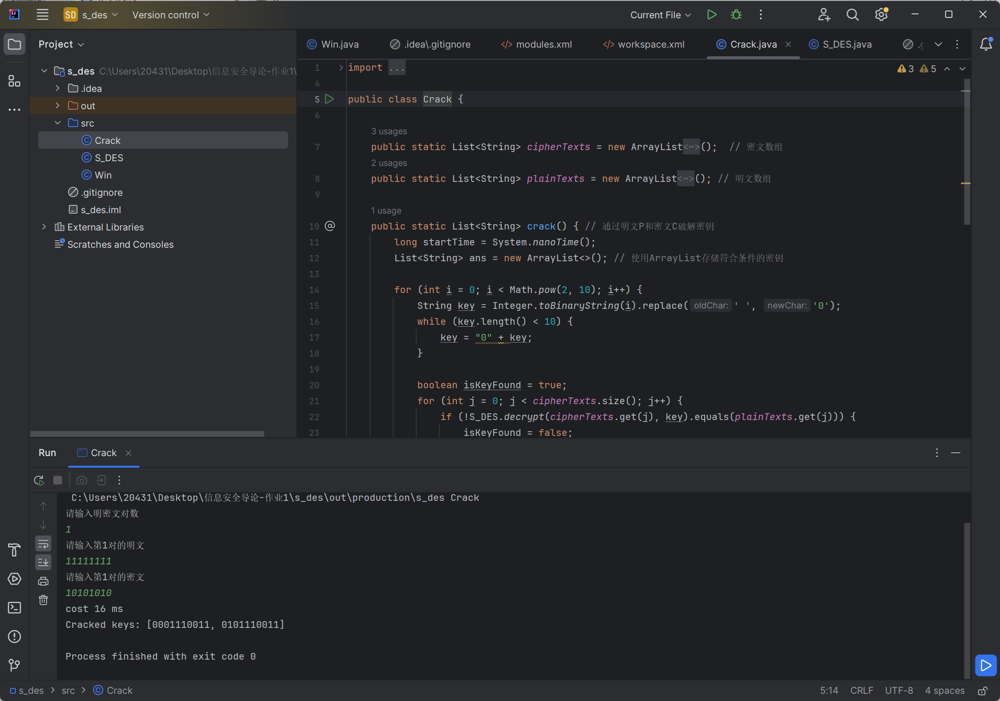 SD s_des Version control Current File
Project
s_des C:\Users\20431\Desktop\信息安全导论-作业1\
.idea
out
src
Crack
S_DES
Win
.gitignore
s_des.iml
External Libraries
Scratches and Consoles
Win.java .idea\.gitignore modules.xml workspace.xml Crack.java S_DES.java
3 5
1 import ...
4
5 public class Crack {
6
3 usages
7 public static List<String> cipherTexts = new ArrayList<~>(); // 密文数组
2 usages
8 public static List<String> plainTexts = new ArrayList<~>(); // 明文数组
9
1 usage
10 public static List<String> crack() { // 通过明文P和密文C破解密钥
11 long startTime = System.nanoTime();
12 List<String> ans = new ArrayList<>(); // 使用ArrayList存储符合条件的密钥
13
14 for (int i = 0; i < Math.pow(2, 10); i++) {
15 String key = Integer.toBinaryString(i).replace( oldChar: ' ', newChar: '0');
16 while (key.length() < 10) {
17 key = "0" + key;
18 }
19
20 boolean isKeyFound = true;
21 for (int j = 0; j < cipherTexts.size(); j++) {
22 if (!S_DES.decrypt(cipherTexts.get(j), key).equals(plainTexts.get(j))) {
23 isKeyFound = false;
Run Crack
C:\Users\20431\Desktop\信息安全导论-作业1\s_des\out\production\s_des Crack
请输入明密文对数
1
请输入第1对的明文
11111111
请输入第1对的密文
10101010
cost 16 ms
Cracked keys: [0001110011, 0101110011]
Process finished with exit code 0
s_des > src > Crack
5:14 CRLF UTF-8 4 spaces